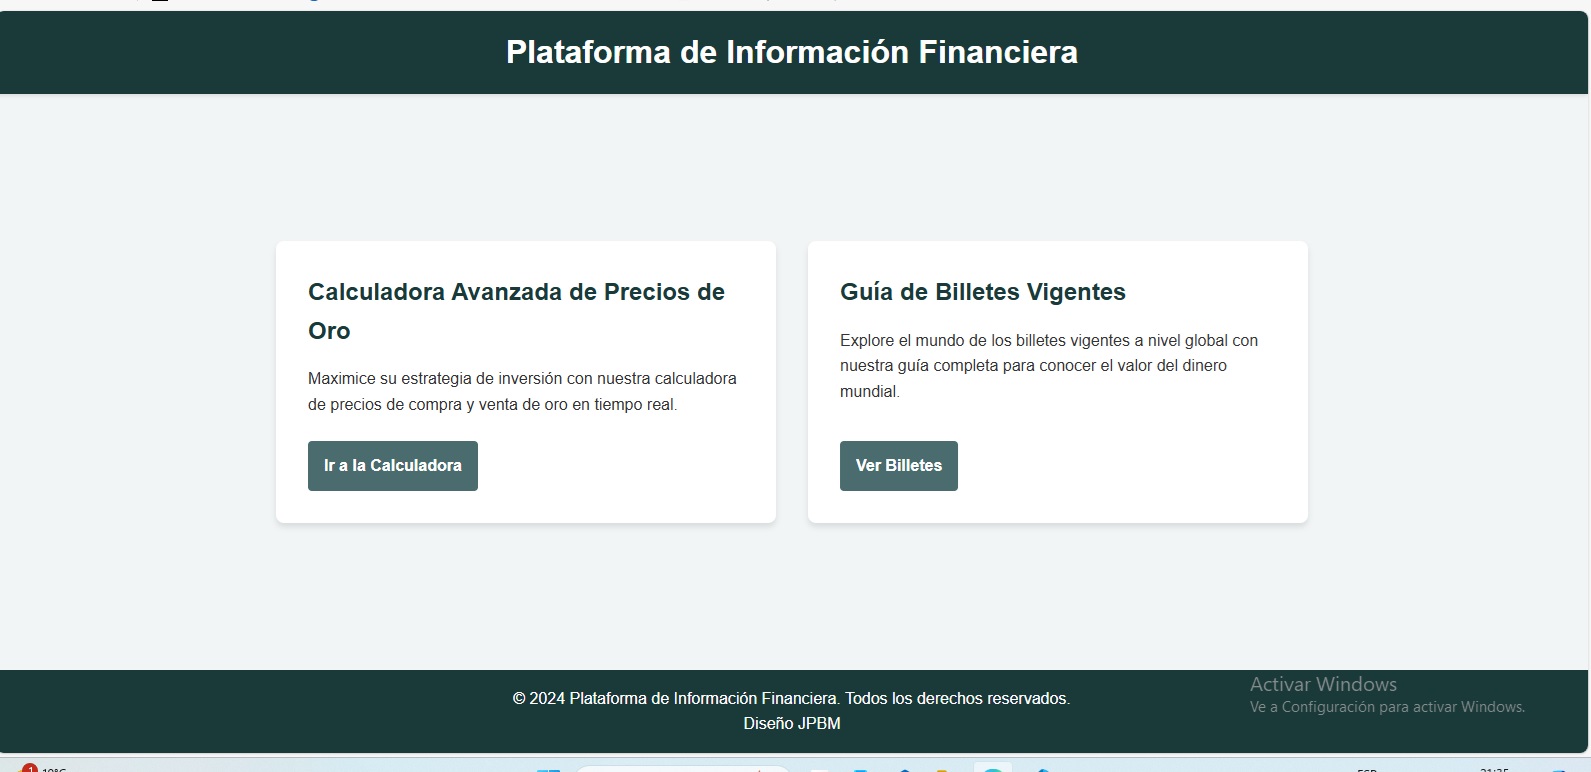 Plataforma de Información Financiera
Calculadora Avanzada de Precios de
Oro
Maximice su estrategia de inversión con nuestra calculadora
de precios de compra y venta de oro en tiempo real.
Ir a la Calculadora
Guía de Billetes Vigentes
Explore el mundo de los billetes vigentes a nivel global con
nuestra guía completa para conocer el valor del dinero
mundial.
Ver Billetes
© 2024 Plataforma de Información Financiera. Todos los derechos reservados.
Diseño JPBM
Activar Windows
Ve a Configuración para activar Windows.